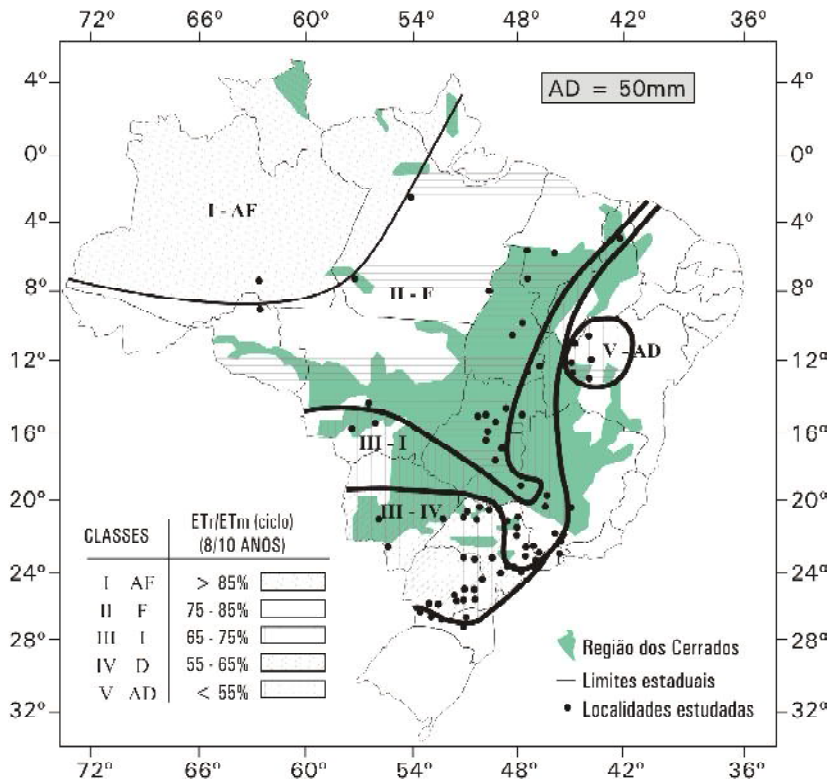 72º 66º 60º 54º 48º 42º 36º
4º 4º
AD = 50mm
0º 0º
I - AF
4º 4º
8º 8º
II - F
V - AD
12º 12º
16º 16º
III - I
20º 20º
III - IV
CLASSES ETr/ETm (ciclo)
(8/10 ANOS)
24º 24º
I AF > 85%
II F 75 - 85%
III I 65 - 75%
IV D 55 - 65%
V AD < 55%
28º 28º
Região dos Cerrados
Limites estaduais
Localidades estudadas
32º 32º
72º 66º 60º 54º 48º 42º 36º